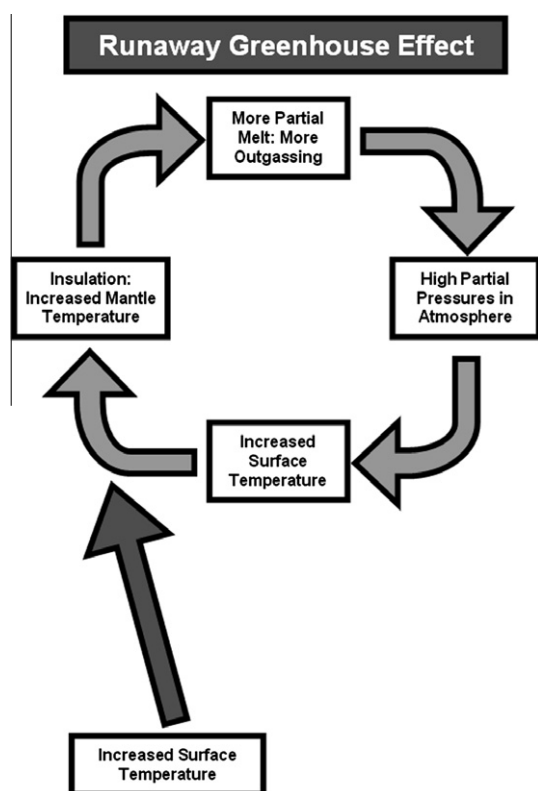 Runaway Greenhouse Effect
More Partial
Melt: More
Outgassing
Insulation:
Increased Mantle
Temperature
High Partial
Pressures in
Atmosphere
Increased
Surface
Temperature
Increased Surface
Temperature